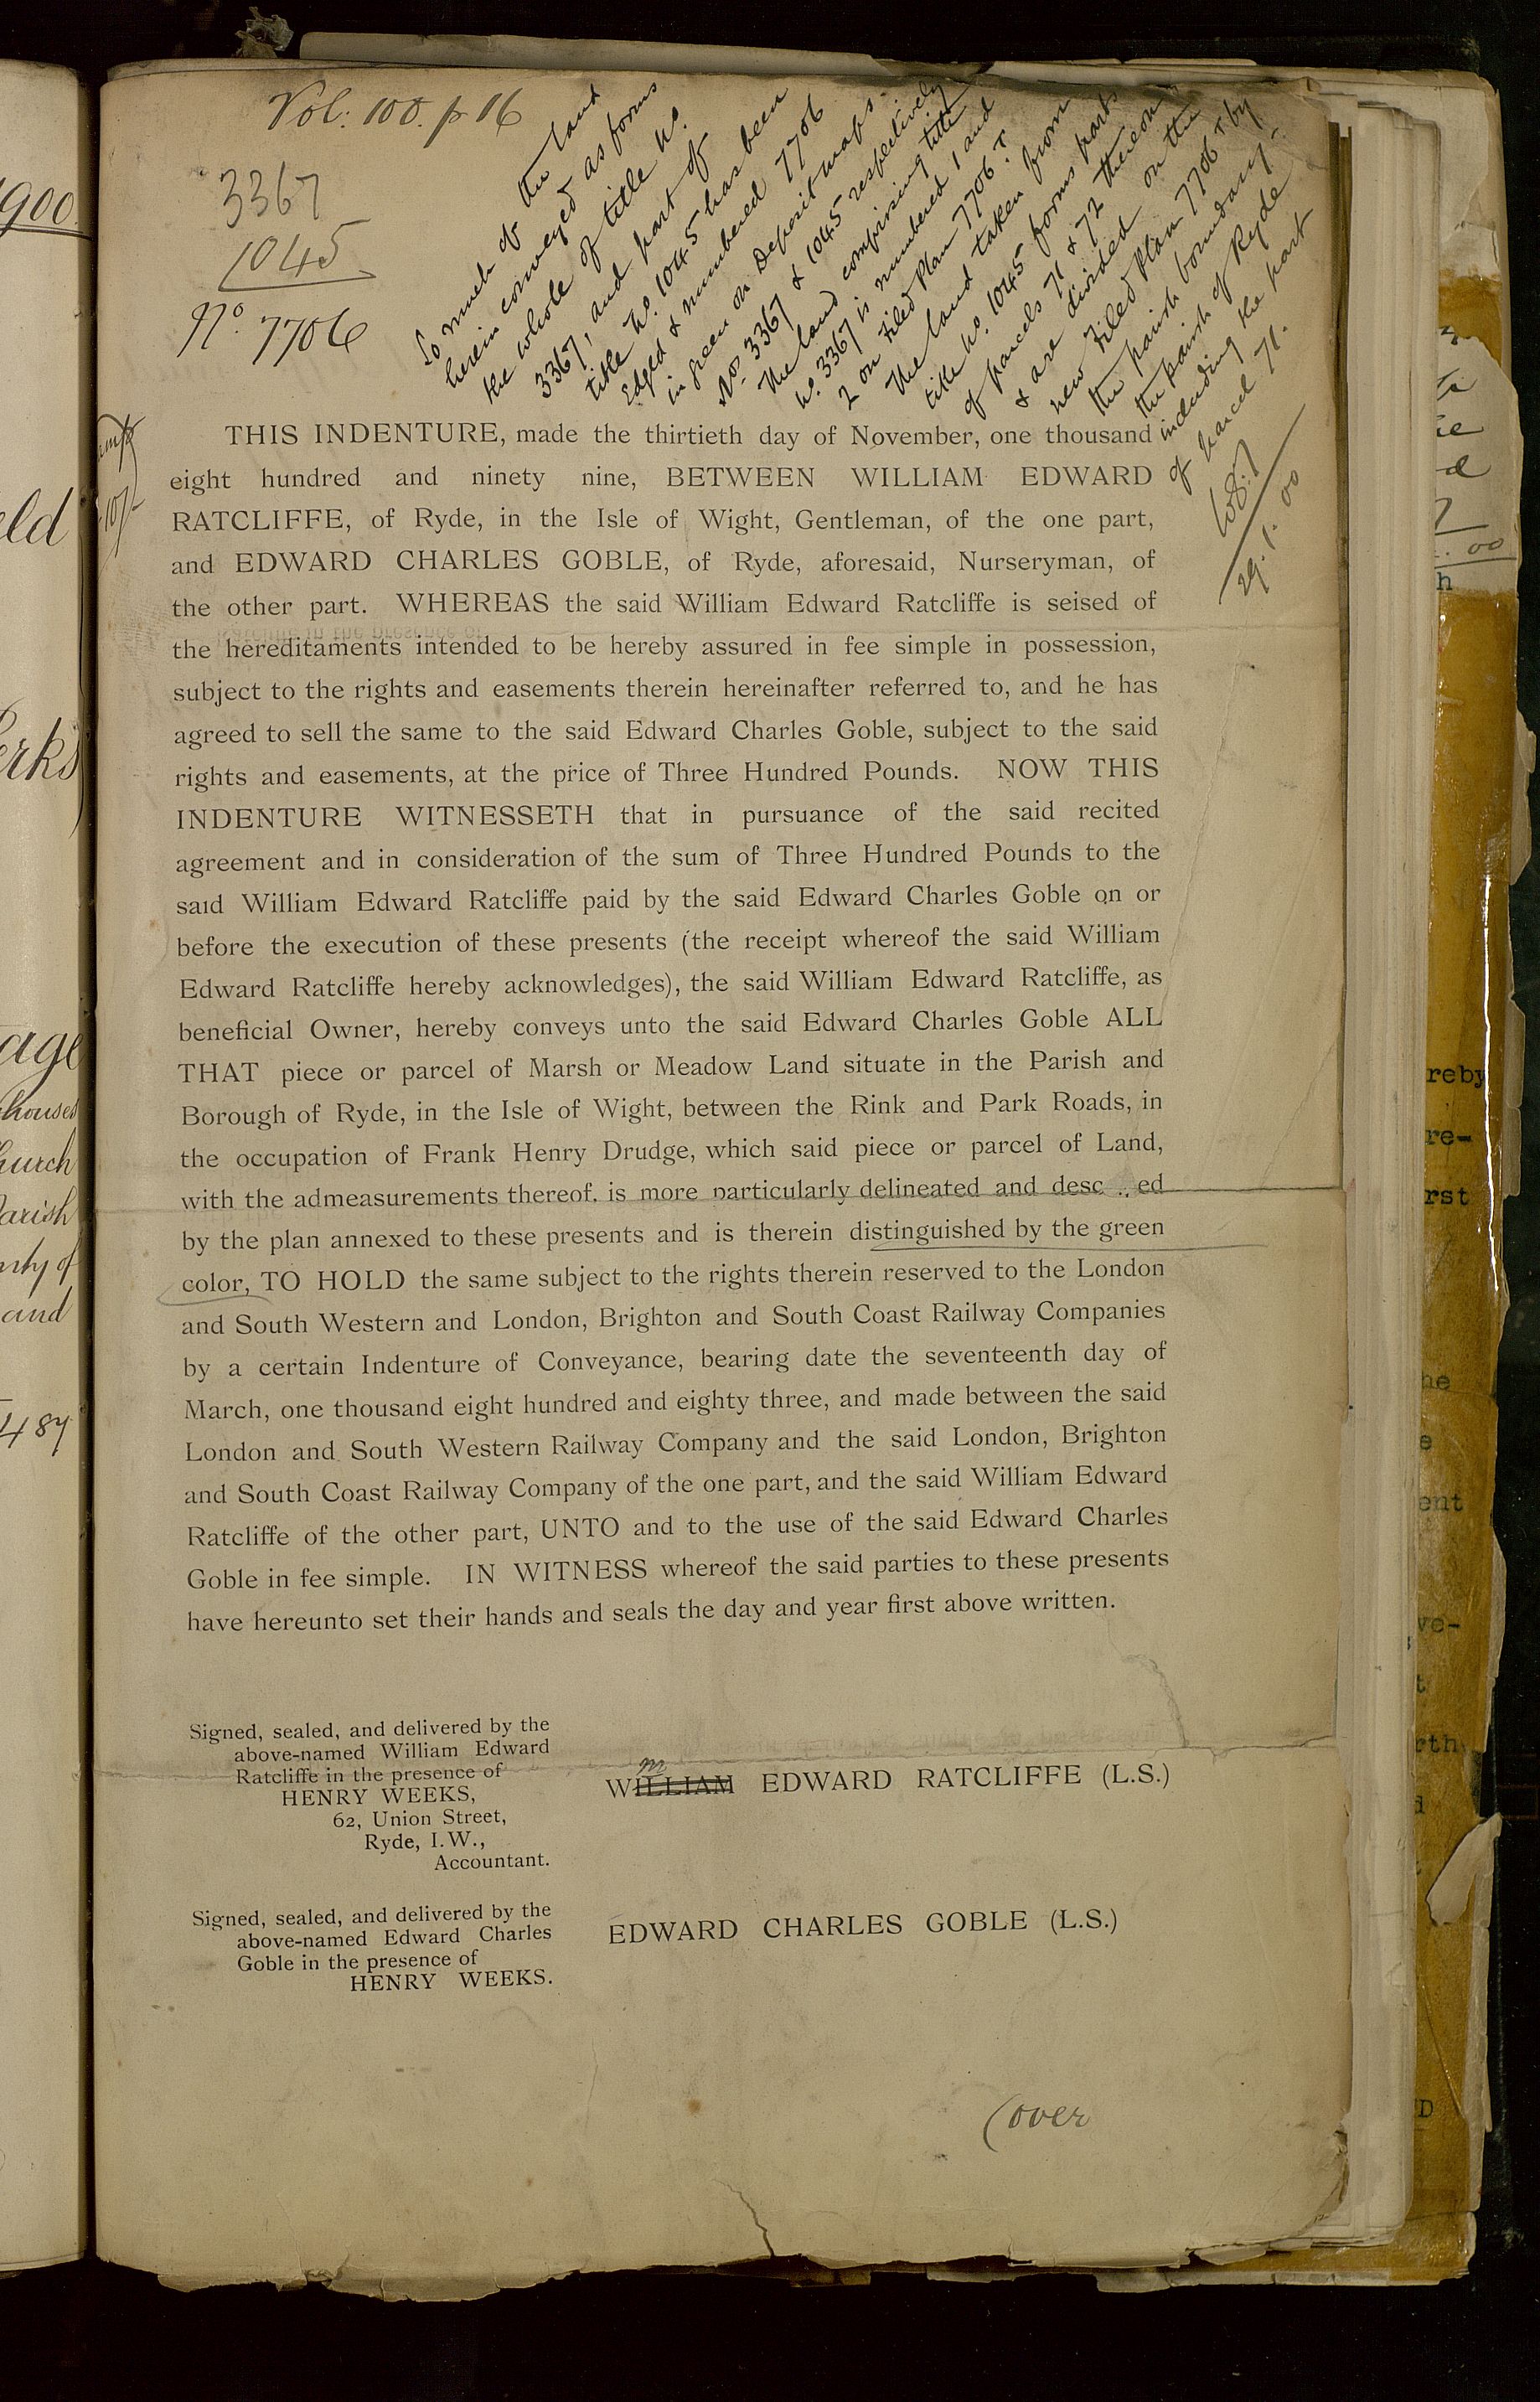 Vol: 100. p 16
3367
1045
No. 7706
So much of the land
herein conveyed as forms
the whole of title No.
3367, and part of
title No. 1045 has been
Edged & numbered 7706
in green on Deposit maps.
Nos. 3367 & 1045 respectively
The land comprising title
No. 3367 is numbered 1 and
2 on Filed Plan 7706.
The land taken from
title No. 1045 forms parts
of parcels 71 & 72 thereon
& are divided on the
new Filed Plan 7706 by
the parish boundary
the parish of Ryde
including the part
of parcel 71.
29.1.00
10/-
THIS INDENTURE, made the thirtieth day of November, one thousand
eight hundred and ninety nine, BETWEEN WILLIAM EDWARD
RATCLIFFE, of Ryde, in the Isle of Wight, Gentleman, of the one part,
and EDWARD CHARLES GOBLE, of Ryde, aforesaid, Nurseryman, of
the other part. WHEREAS the said William Edward Ratcliffe is seised of
the hereditaments intended to be hereby assured in fee simple in possession,
subject to the rights and easements therein hereinafter referred to, and he has
agreed to sell the same to the said Edward Charles Goble, subject to the said
rights and easements, at the price of Three Hundred Pounds. NOW THIS
INDENTURE WITNESSETH that in pursuance of the said recited
agreement and in consideration of the sum of Three Hundred Pounds to the
said William Edward Ratcliffe paid by the said Edward Charles Goble on or
before the execution of these presents (the receipt whereof the said William
Edward Ratcliffe hereby acknowledges), the said William Edward Ratcliffe, as
beneficial Owner, hereby conveys unto the said Edward Charles Goble ALL
THAT piece or parcel of Marsh or Meadow Land situate in the Parish and
Borough of Ryde, in the Isle of Wight, between the Rink and Park Roads, in
the occupation of Frank Henry Drudge, which said piece or parcel of Land,
with the admeasurements thereof, is more particularly delineated and desc ed
by the plan annexed to these presents and is therein distinguished by the green
color, TO HOLD the same subject to the rights therein reserved to the London
and South Western and London, Brighton and South Coast Railway Companies
by a certain Indenture of Conveyance, bearing date the seventeenth day of
March, one thousand eight hundred and eighty three, and made between the said
London and South Western Railway Company and the said London, Brighton
and South Coast Railway Company of the one part, and the said William Edward
Ratcliffe of the other part, UNTO and to the use of the said Edward Charles
Goble in fee simple. IN WITNESS whereof the said parties to these presents
have hereunto set their hands and seals the day and year first above written.
Signed, sealed, and delivered by the
above-named William Edward
Ratcliffe in the presence of
HENRY WEEKS,
62, Union Street,
Ryde, I.W.,
Accountant.
m
WILLIAM EDWARD RATCLIFFE (L.S.)
Signed, sealed, and delivered by the
above-named Edward Charles
Goble in the presence of
HENRY WEEKS.
EDWARD CHARLES GOBLE (L.S.)
(over
1900
eld
erks
age
houses
hurch
arish
nty of
and
487
reby
re-
rst
he
e
ent
ve-
t
rth
d
D